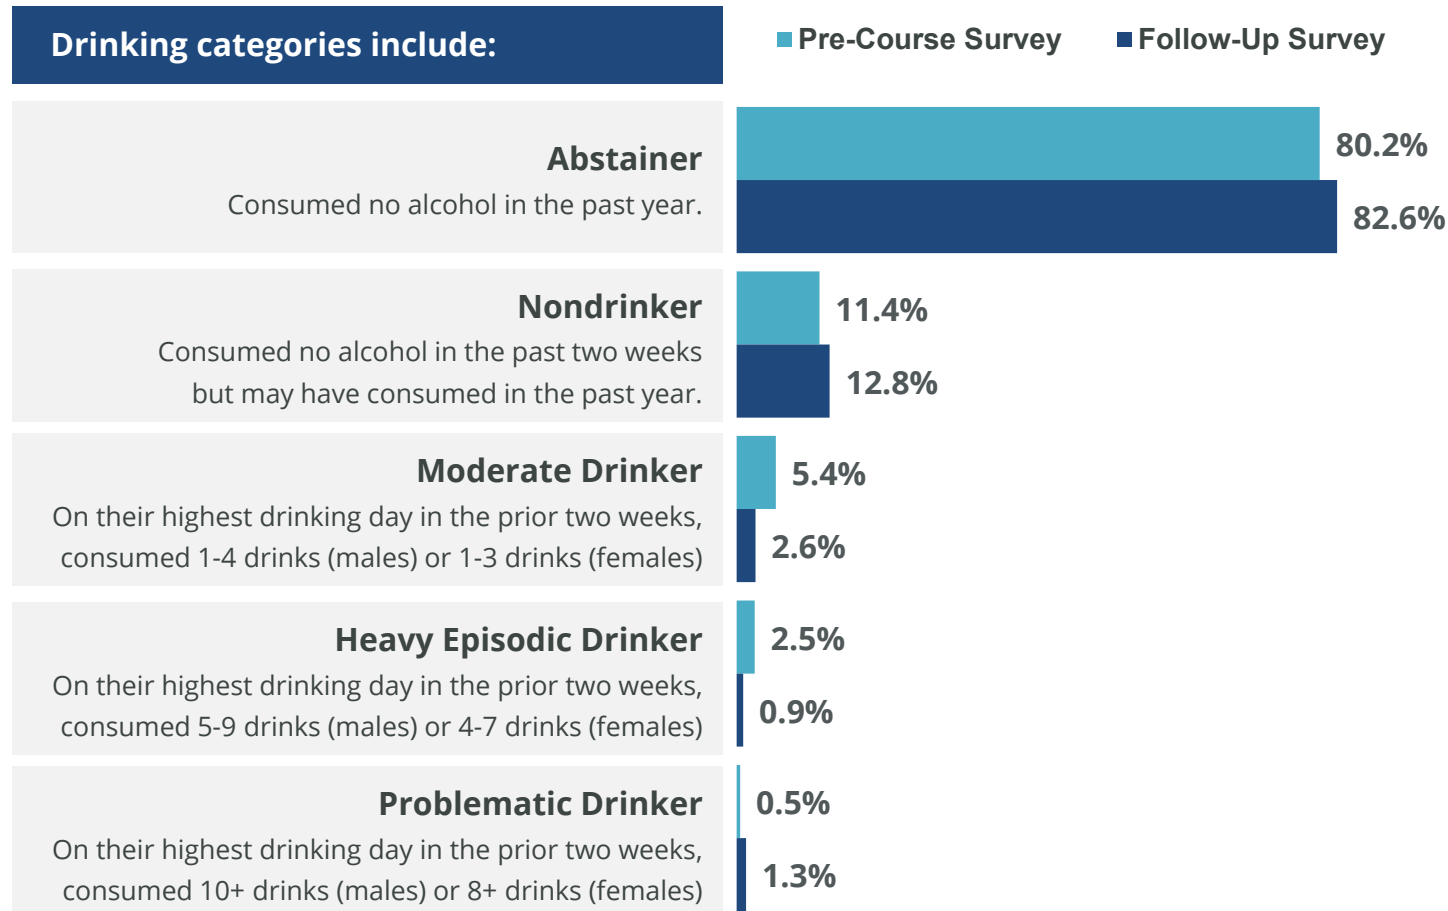 Drinking categories include:
Pre-Course Survey
Follow-Up Survey
Abstainer
Consumed no alcohol in the past year.
80.2%
82.6%
Nondrinker
Consumed no alcohol in the past two weeks
but may have consumed in the past year.
11.4%
12.8%
Moderate Drinker
On their highest drinking day in the prior two weeks,
consumed 1-4 drinks (males) or 1-3 drinks (females)
5.4%
2.6%
Heavy Episodic Drinker
On their highest drinking day in the prior two weeks,
consumed 5-9 drinks (males) or 4-7 drinks (females)
2.5%
0.9%
Problematic Drinker
On their highest drinking day in the prior two weeks,
consumed 10+ drinks (males) or 8+ drinks (females)
0.5%
1.3%